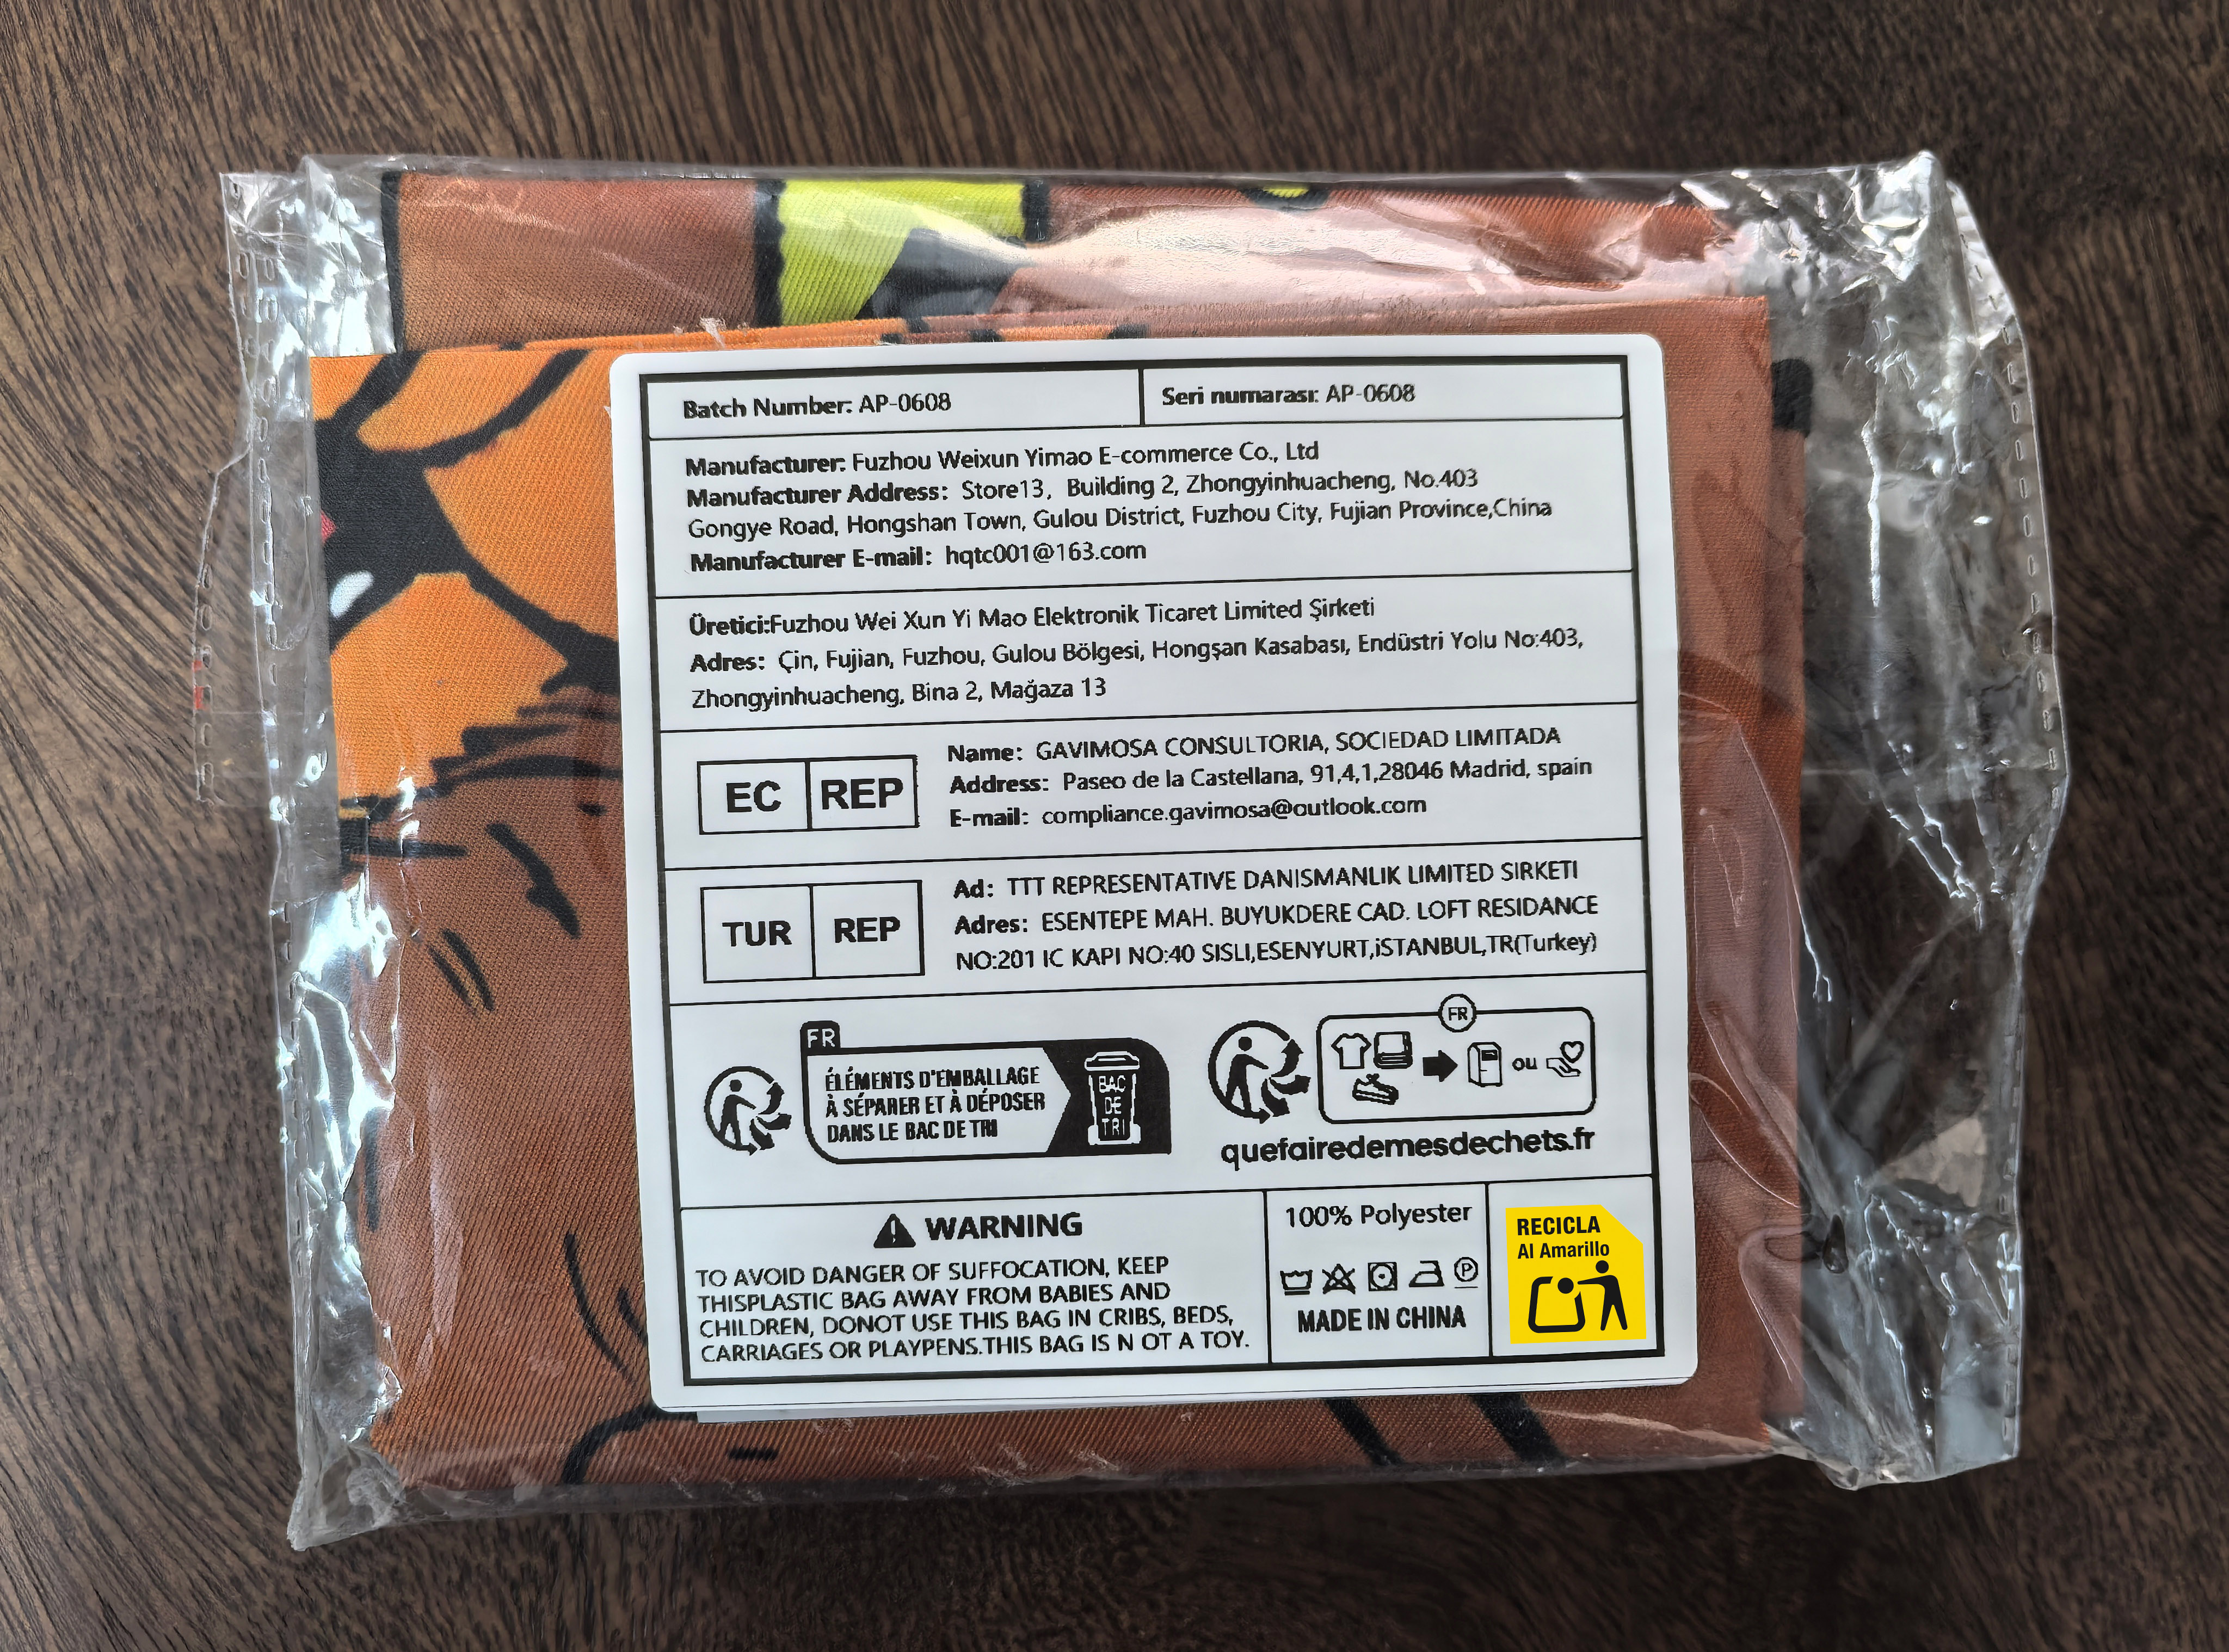 Batch Number: AP-0608
Seri numarası: AP-0608
Manufacturer: Fuzhou Weixun Yimao E-commerce Co., Ltd
Manufacturer Address: Store13, Building 2, Zhongyinhuacheng, No.403
Gongye Road, Hongshan Town, Gulou District, Fuzhou City, Fujian Province,China
Manufacturer E-mail: hqtc001@163.com
Üretici:Fuzhou Wei Xun Yi Mao Elektronik Ticaret Limited Şirketi
Adres: Çin, Fujian, Fuzhou, Gulou Bölgesi, Hongşan Kasabası, Endüstri Yolu No:403,
Zhongyinhuacheng, Bina 2, Mağaza 13
EC REP
Name: GAVIMOSA CONSULTORIA, SOCIEDAD LIMITADA
Address: Paseo de la Castellana, 91,4,1,28046 Madrid, spain
E-mail: compliance.gavimosa@outlook.com
TUR REP
Ad: TTT REPRESENTATIVE DANISMANLIK LIMITED SIRKETI
Adres: ESENTEPE MAH. BUYUKDERE CAD. LOFT RESIDANCE
NO:201 IC KAPI NO:40 SISLI,ESENYURT,iSTANBUL,TR(Turkey)
FR
ÉLÉMENTS D'EMBALLAGE
À SÉPARER ET À DÉPOSER
DANS LE BAC DE TRI
BAC
DE
TRI
FR
ou
quefairedemesdechets.fr
WARNING
TO AVOID DANGER OF SUFFOCATION, KEEP
THISPLASTIC BAG AWAY FROM BABIES AND
CHILDREN, DONOT USE THIS BAG IN CRIBS, BEDS,
CARRIAGES OR PLAYPENS.THIS BAG IS N OT A TOY.
100% Polyester
P
MADE IN CHINA
RECICLA
Al Amarillo